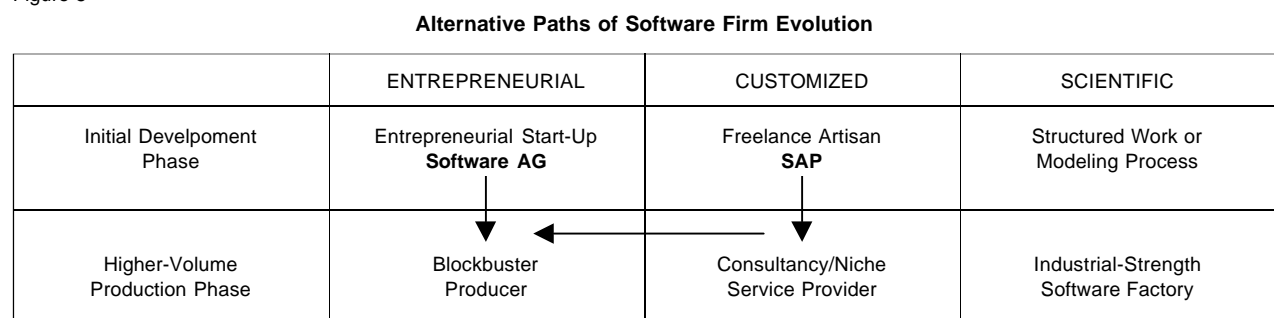 Alternative Paths of Software Firm Evolution
ENTREPRENEURIAL
CUSTOMIZED
SCIENTIFIC
Initial Develpoment
Phase
Entrepreneurial Start-Up
Software AG
Freelance Artisan
SAP
Structured Work or
Modeling Process
Higher-Volume
Production Phase
Blockbuster
Producer
Consultancy/Niche
Service Provider
Industrial-Strength
Software Factory